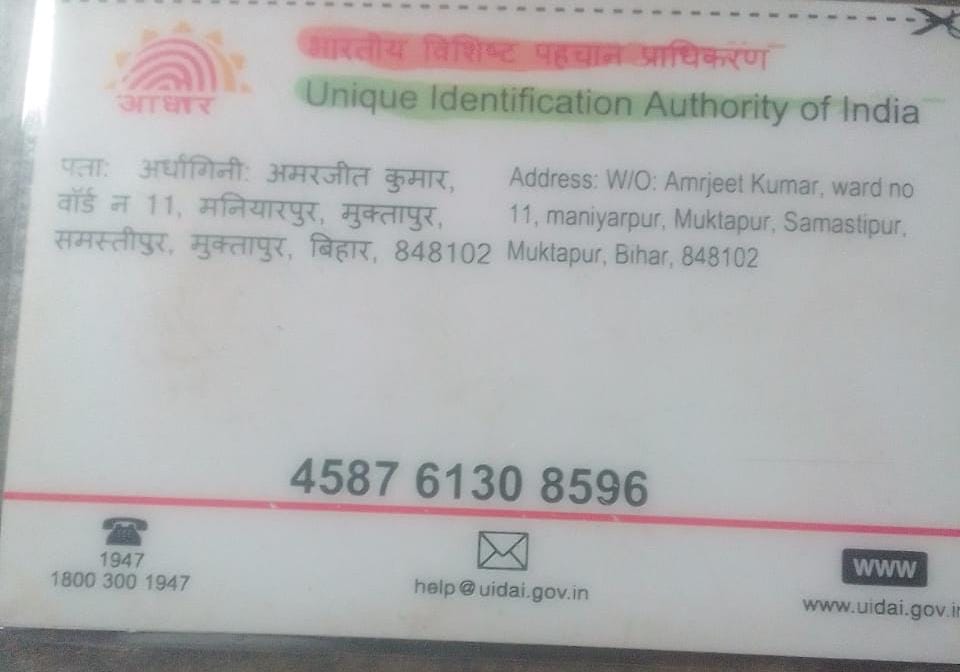 आधार
भारतीय विशिष्ट पहचान प्राधिकरण
Unique Identification Authority of India
पता: अर्धांगिनी: अमरजीत कुमार,
वॉर्ड न 11, मनियारपुर, मुक्तापुर,
समस्तीपुर, मुक्तापुर, बिहार, 848102
Address: W/O: Amrjeet Kumar, ward no
11, maniyarpur, Muktapur, Samastipur,
Muktapur, Bihar, 848102
4587 6130 8596
1947
1800 300 1947
help@uidai.gov.in
www
www.uidai.gov.in